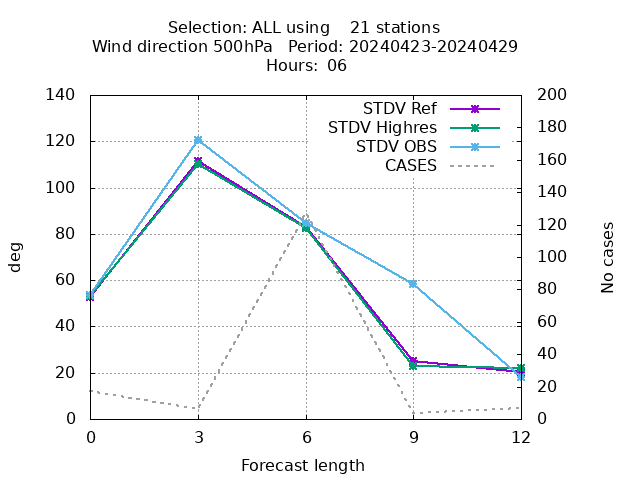 Selection: ALL using 21 stations
Wind direction 500hPa Period: 20240423-20240429
Hours: 06
140
120
100
80
60
40
20
0
deg
200
180
160
140
120
100
80
60
40
20
0
No cases
STDV Ref
STDV Highres
STDV OBS
CASES
0 3 6 9 12
Forecast length